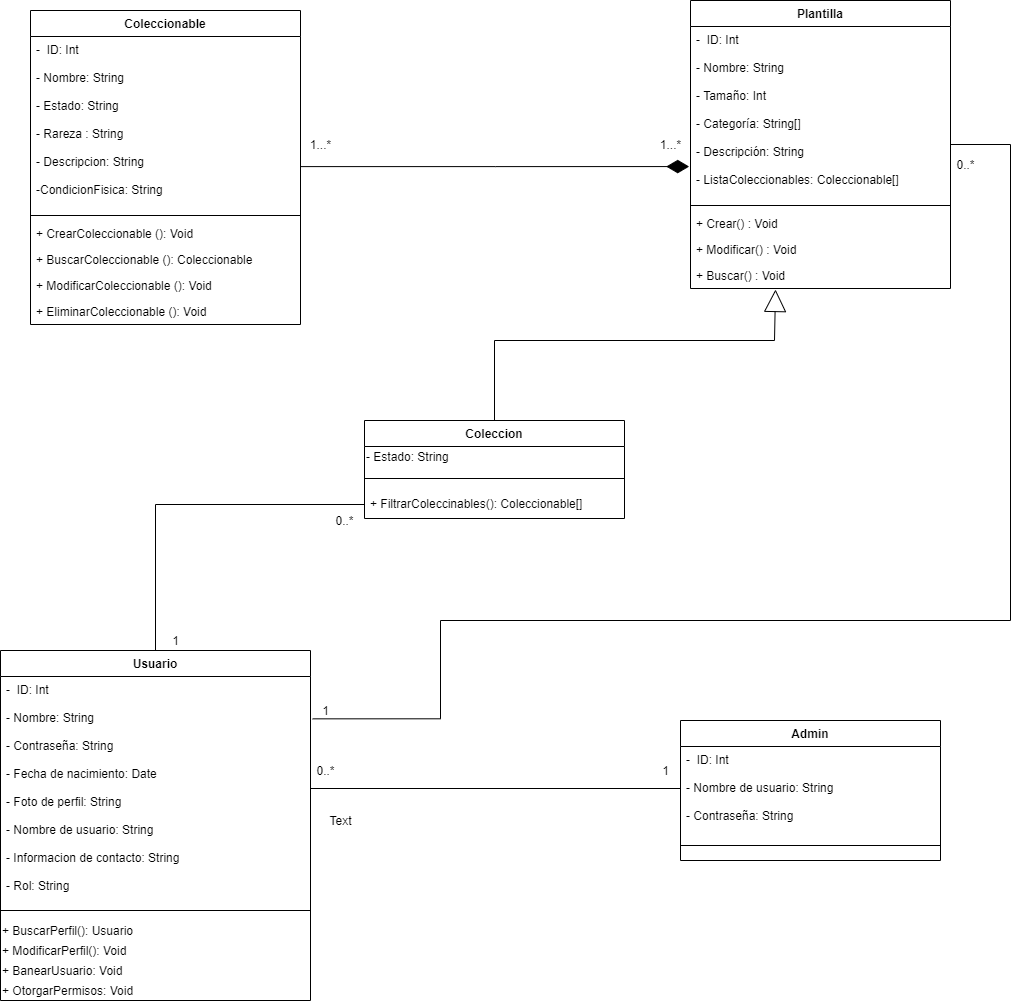 Coleccionable
- ID: Int
- Nombre: String
- Estado: String
- Rareza : String
- Descripcion: String
-CondicionFisica: String
+ CrearColeccionable (): Void
+ BuscarColeccionable (): Coleccionable
+ ModificarColeccionable (): Void
+ EliminarColeccionable (): Void
1...*
1...*
Plantilla
- ID: Int
- Nombre: String
- Tamaño: Int
- Categoría: String[]
- Descripción: String
- ListaColeccionables: Coleccionable[]
+ Crear() : Void
+ Modificar() : Void
+ Buscar() : Void
0..*
Coleccion
- Estado: String
+ FiltrarColeccinables(): Coleccionable[]
0..*
1
Usuario
- ID: Int
- Nombre: String
- Contraseña: String
- Fecha de nacimiento: Date
- Foto de perfil: String
- Nombre de usuario: String
- Informacion de contacto: String
- Rol: String
+ BuscarPerfil(): Usuario
+ ModificarPerfil(): Void
+ BanearUsuario: Void
+ OtorgarPermisos: Void
1
0..*
1
Text
Admin
- ID: Int
- Nombre de usuario: String
- Contraseña: String